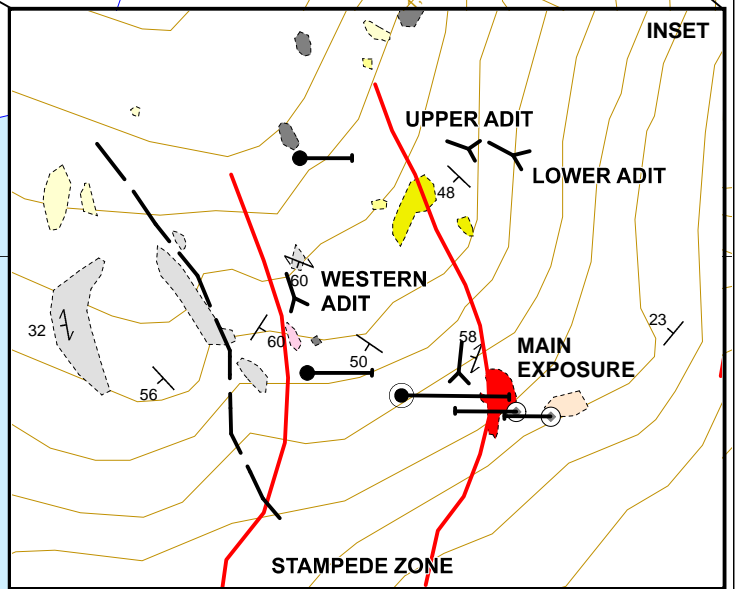 INSET
UPPER ADIT
LOWER ADIT
48
60
WESTERN
ADIT
32
60
23
58
MAIN
EXPOSURE
50
56
STAMPEDE ZONE